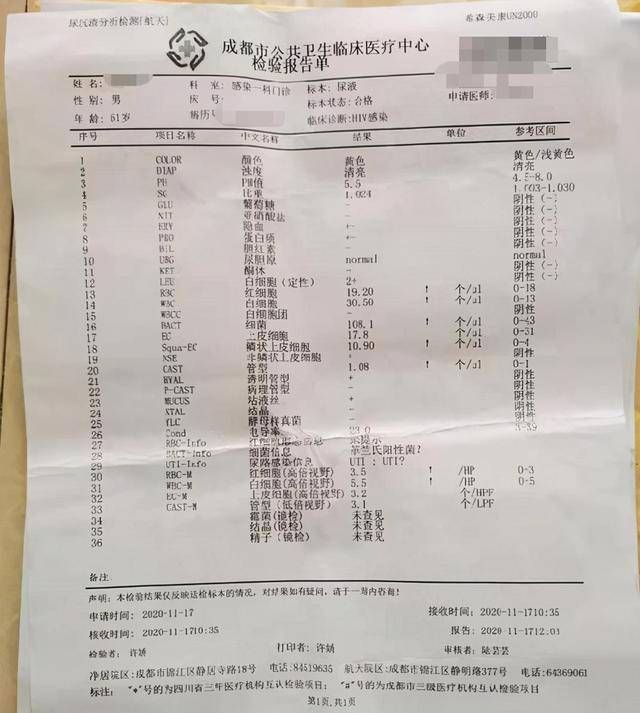 尿沉渣分析检测(航天)
希森美康UN2000
成都市公共卫生临床医疗中心
检验报告单
姓名:
科 室: 感染一科门诊
标本: 尿液
性 别: 男
床 号:
标本状态: 合格
申请医师:
年 龄: 61岁
病历号
临床诊断:HIV感染
序号 项目名称 中文名称 结果 单位 参考区间
1 COLOR 颜色 黄色 黄色/浅黄色
2 DIAP 浊度 清亮 清亮
3 PH PH值 5.5 4.5-8.0
4 SG 比重 1.024 1.003-1.030
5 GLU 葡萄糖 - 阴性(-)
6 NIT 亚硝酸盐 - 阴性(-)
7 ERY 隐血 +- 阴性(-)
8 PRO 蛋白质 +- 阴性(-)
9 BIL 胆红素 - 阴性(-)
10 UBG 尿胆原 normal normal
11 KET 酮体 - 阴性(-)
12 LEU 白细胞(定性) 2+ 阴性(-)
13 RBC 红细胞 19.20 ↑ 个/ul 0-18
14 WBC 白细胞 30.50 ↑ 个/ul 0-13
15 WBCC 白细胞团 - 阴性
16 BACT 细菌 108.1 ↑ 个/ul
17 EC 上皮细胞 17.8 ↑ 个/ul 0-31
18 Squa-EC 鳞状上皮细胞 10.90 ↑ 个/ul 0-4
19 NSE 非鳞状上皮细胞 + 阴性
20 CAST 管型 1.08 ↑ 个/ul 0-1
21 HYAL 透明管型 + 阴性
22 P-CAST 病理管型 - 阴性
23 MUCUS 粘液丝 + 阴性
24 XTAL 结晶 - 阴性
25 YLC 酵母样真菌 - 阴性
26 Cond 电导率 23.0 3-39
27 RBC-Info 红细胞形态信息 未提示
28 BACT-Info 细菌信息 革兰氏阳性菌?
29 UTI-Info 尿路感染信息 UTI : UTI?
30 RBC-M 红细胞(高倍视野) 3.5 ↑ /HP 0-3
31 WBC-M 白细胞(高倍视野) 5.5 ↑ /HP 0-5
32 EC-M 上皮细胞(高倍视野) 3.2 个/HPF
33 CAST-M 管型(低倍视野) 3.1 个/LPF
34 霉菌(镜检) 未查见
35 结晶(镜检) 未查见
36 精子(镜检) 未查见
备注
声明: 本检验结果仅反映送检标本的情况, 对结果如有疑问, 请于一周内咨询!
申请时间: 2020-11-17
接收时间: 2020-11-1710:35
核收时间: 2020-11-1710:35
报告: 2020-11-1712:03
检验者: 许娇
打印者: 许娇
审核: 陆芸芸
净居院区:成都市锦江区静居寺路18号 电话:84519635 航天院区:成都市锦江区静明路377号 电话:64369061
标注: "*"号的为四川省三年医疗机构互认检验项目; "#"号的为成都市三级医疗机构互认检验项目
第1页,共1页